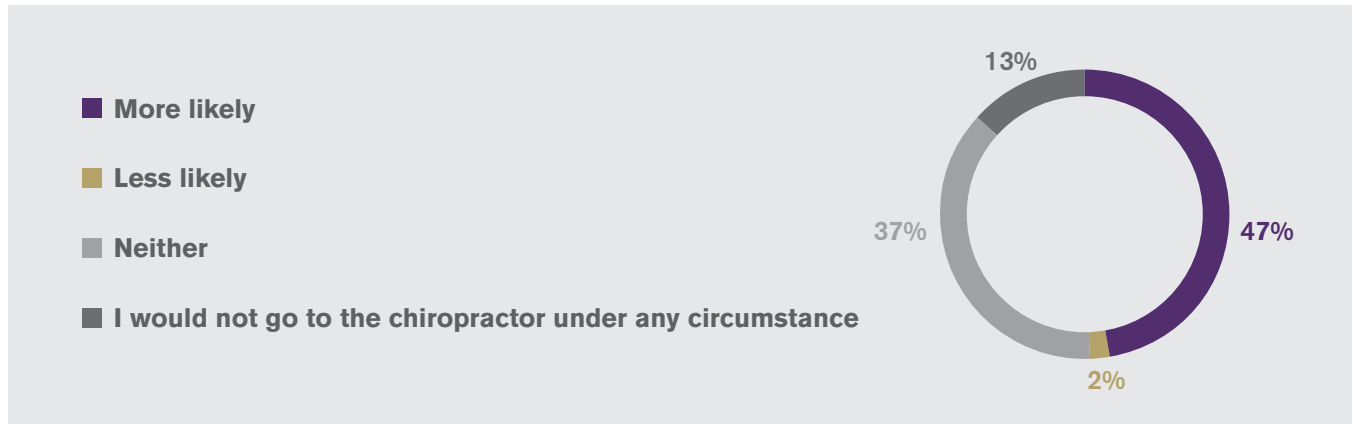 13%
More likely
Less likely
37%
47%
Neither
I would not go to the chiropractor under any circumstance
2%